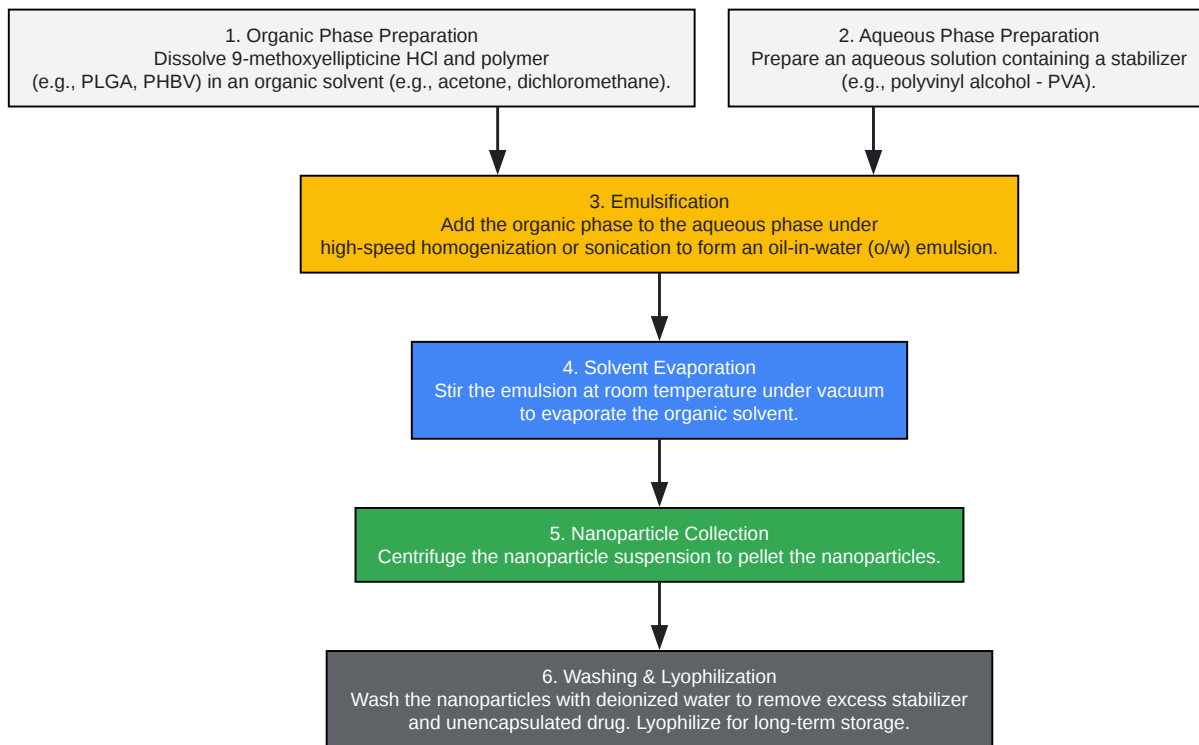 1. Organic Phase Preparation
Dissolve 9-methoxyellipticine HCl and polymer
(e.g., PLGA, PHBV) in an organic solvent (e.g., acetone, dichloromethane).
2. Aqueous Phase Preparation
Prepare an aqueous solution containing a stabilizer
(e.g., polyvinyl alcohol - PVA).
3. Emulsification
Add the organic phase to the aqueous phase under
high-speed homogenization or sonication to form an oil-in-water (o/w) emulsion.
4. Solvent Evaporation
Stir the emulsion at room temperature under vacuum
to evaporate the organic solvent.
5. Nanoparticle Collection
Centrifuge the nanoparticle suspension to pellet the nanoparticles.
6. Washing & Lyophilization
Wash the nanoparticles with deionized water to remove excess stabilizer
and unencapsulated drug. Lyophilize for long-term storage.